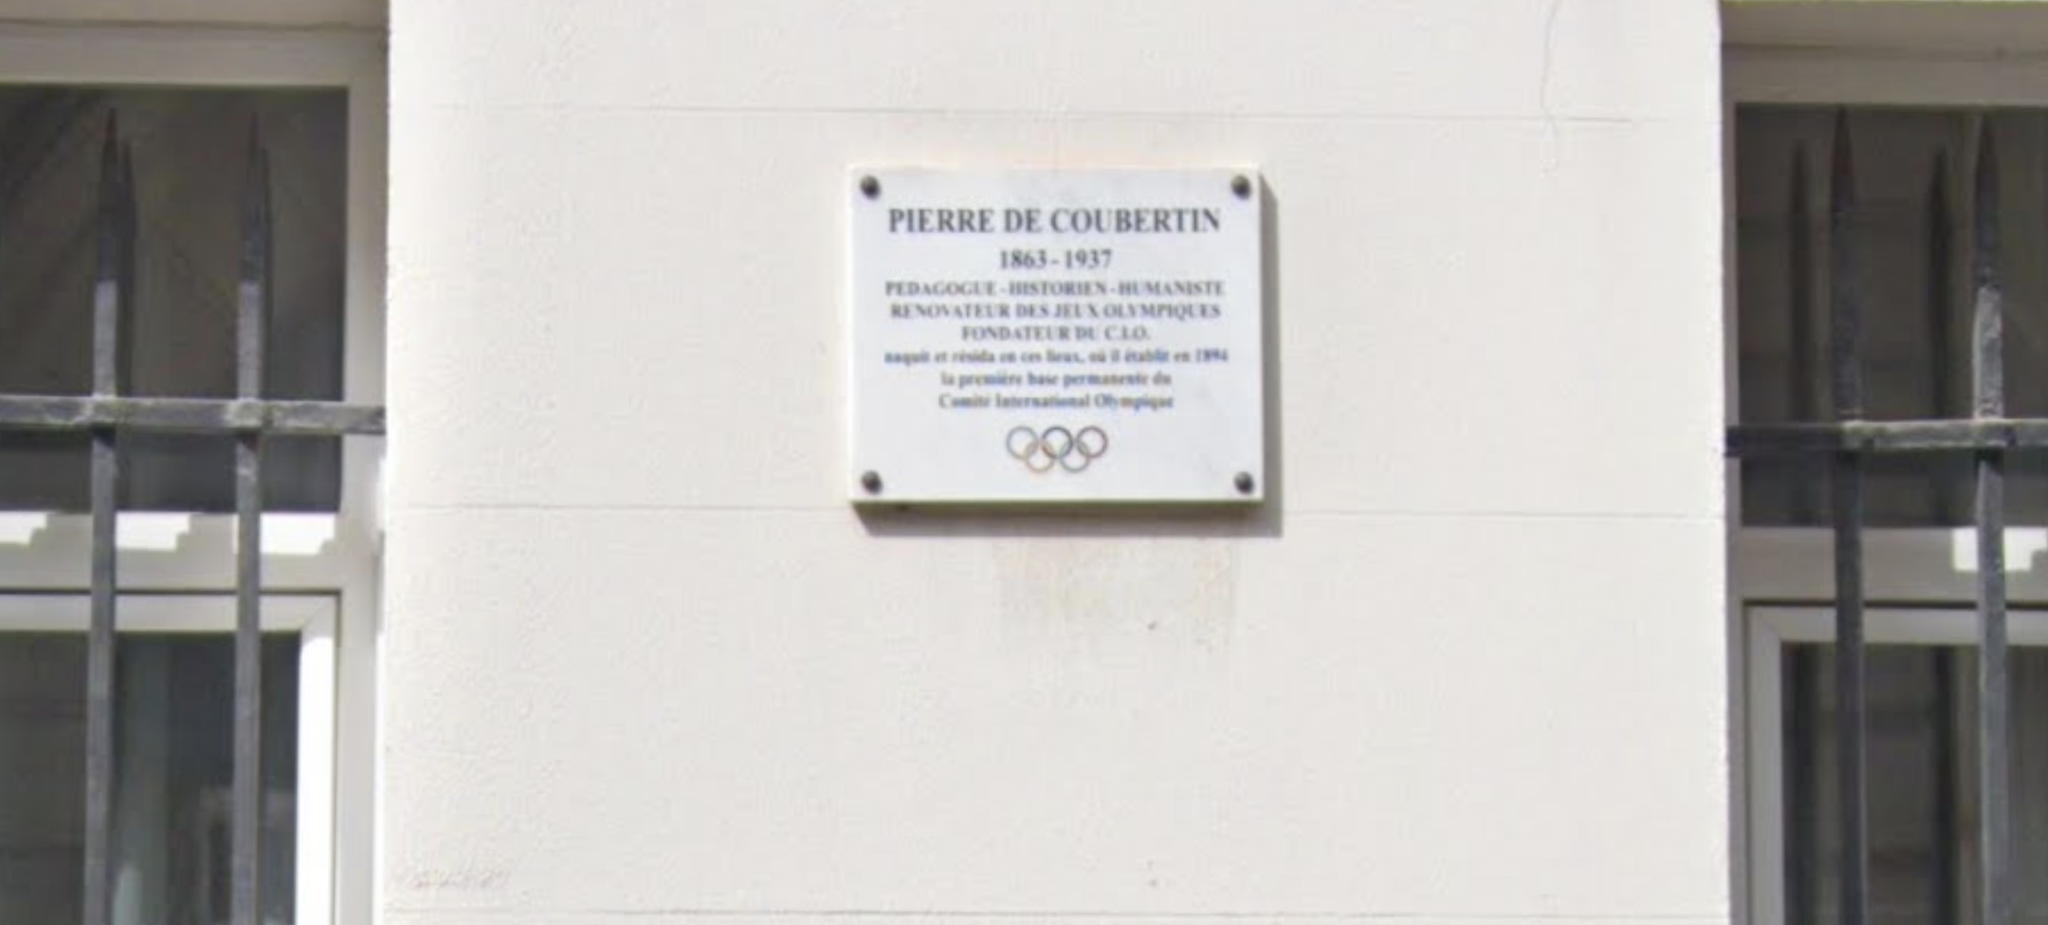 PIERRE DE COUBERTIN
1863-1937
PEDAGOGUE-HISTORIEN-HUMANISTE
RENOVATEUR DES JEUX OLYMPIQUES
FONDATEUR DU C.I.O.
naquit et résida en ces lieux, où il établit en 1894
la première base permanente du
Comité International Olympique